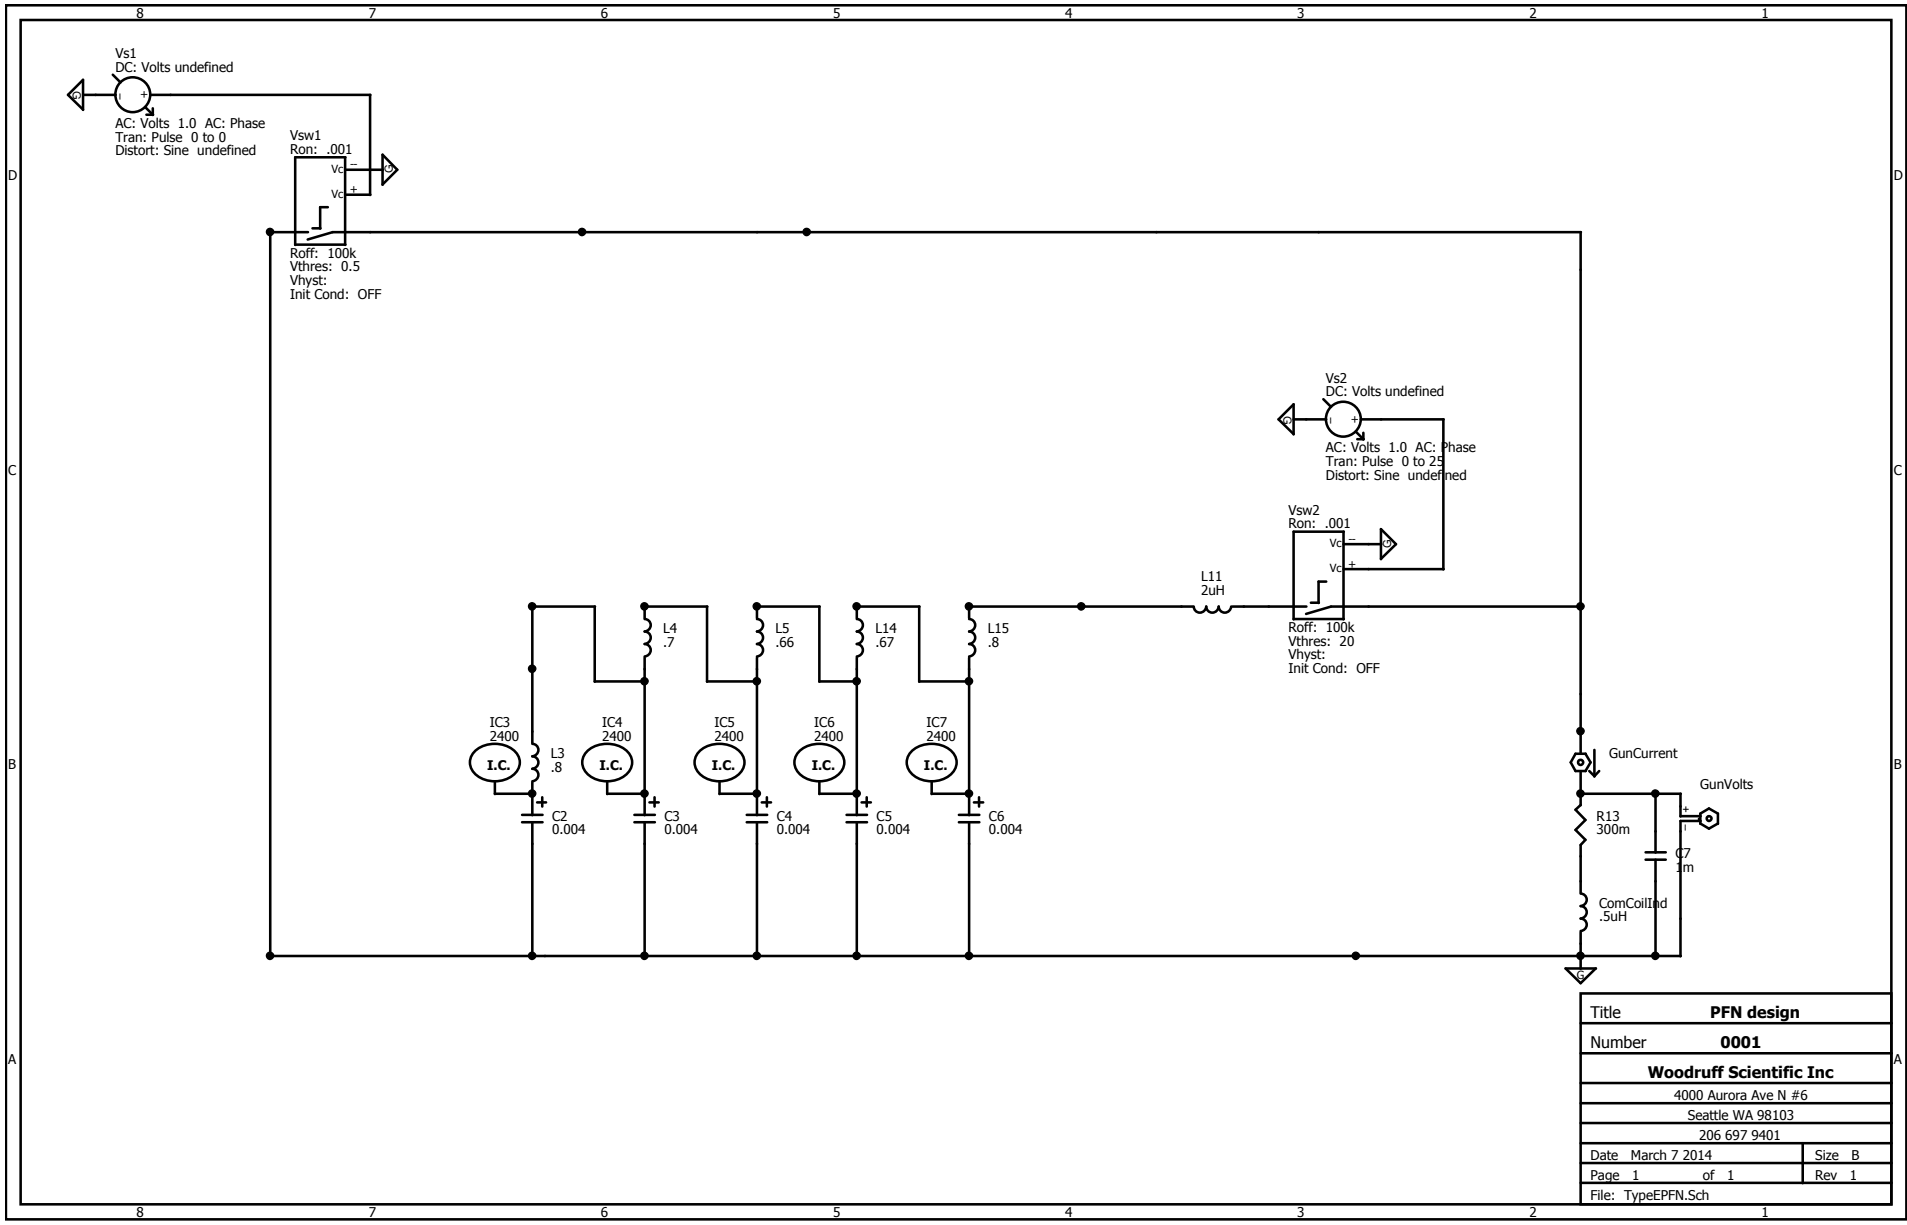 8 7 6 5 4 3 2 1
Vs1
DC: Volts undefined
G
- +
AC: Volts 1.0 AC: Phase
Tran: Pulse 0 to 0
Distort: Sine undefined
Vsw1
Ron: .001
Vc -
G
Vc +
D
D
Roff: 100k
Vthres: 0.5
Vhyst:
Init Cond: OFF
Vs2
DC: Volts undefined
G
- +
AC: Volts 1.0 AC: Phase
Tran: Pulse 0 to 25
Distort: Sine undefined
C
C
Vsw2
Ron: .001
Vc -
G
Vc +
Roff: 100k
Vthres: 20
Vhyst:
Init Cond: OFF
L11
2uH
L4
.7
L5
.66
L14
.67
L15
.8
IC3
2400
I.C.
L3
.8
IC4
2400
I.C.
IC5
2400
I.C.
IC6
2400
I.C.
IC7
2400
I.C.
B
B
+
C2
0.004
+
C3
0.004
+
C4
0.004
+
C5
0.004
+
C6
0.004
GunCurrent
GunVolts
+
-
R13
300m
C7
1m
ComCoilInd
.5uH
G
A
A
Title PFN design
Number 0001
Woodruff Scientific Inc
4000 Aurora Ave N #6
Seattle WA 98103
206 697 9401
Date March 7 2014 Size B
Page 1 of 1 Rev 1
File: TypeEPFN.Sch
8 7 6 5 4 3 2 1